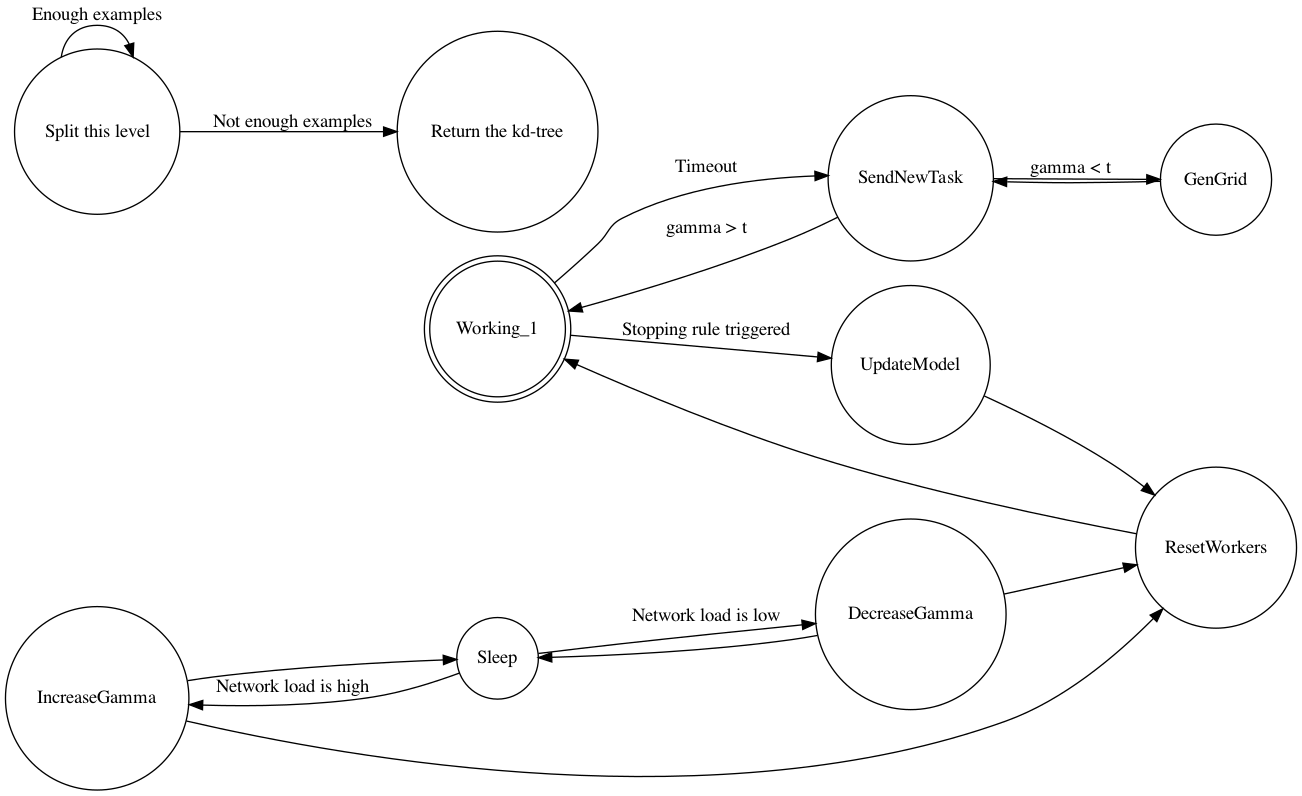 Enough examples
Split this level
Not enough examples
Return the kd-tree
Timeout
SendNewTask
gamma < t
GenGrid
gamma > t
Working_1
Stopping rule triggered
UpdateModel
ResetWorkers
Network load is low
DecreaseGamma
Sleep
Network load is high
IncreaseGamma